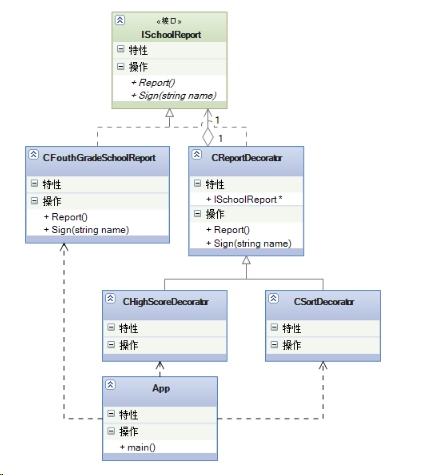 «接口»
ISchoolReport
特性
操作
+ Report()
+ Sign(string name)
1
1
CFouthGradeSchoolReport
特性
操作
+ Report()
+ Sign(string name)
CReportDecorator
特性
+ ISchoolReport *
操作
+ Report()
+ Sign(string name)
CHighScoreDecorator
特性
操作
CSortDecorator
特性
操作
App
特性
操作
+ main()